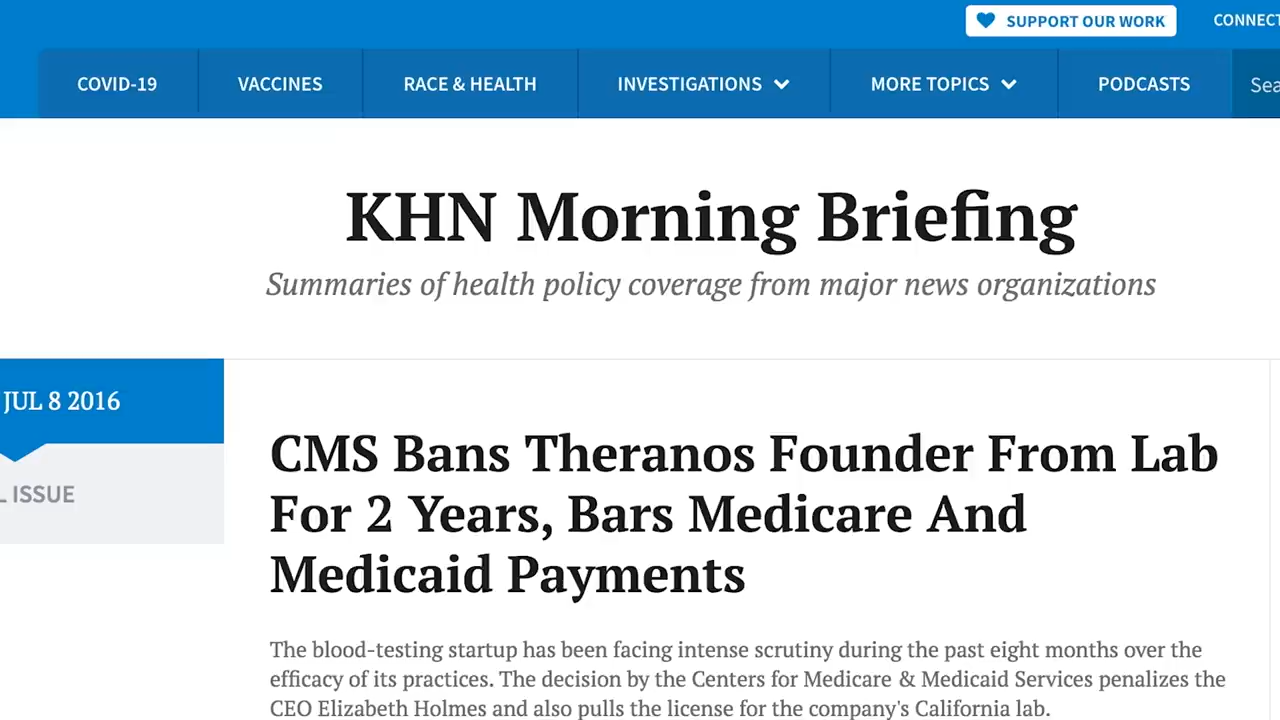 SUPPORT OUR WORK
CONNECT
COVID-19
VACCINES
RACE & HEALTH
INVESTIGATIONS
MORE TOPICS
PODCASTS
Sea
KHN Morning Briefing
Summaries of health policy coverage from major news organizations
JUL 8 2016
L ISSUE
CMS Bans Theranos Founder From Lab
For 2 Years, Bars Medicare And
Medicaid Payments
The blood-testing startup has been facing intense scrutiny during the past eight months over the
efficacy of its practices. The decision by the Centers for Medicare & Medicaid Services penalizes the
CEO Elizabeth Holmes and also pulls the license for the company's California lab.